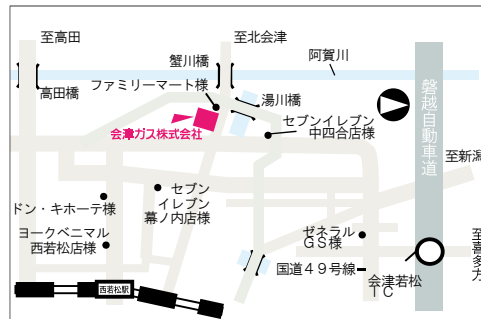 至高田
至北会津
阿賀川
蟹川橋
ファミリーマート様
高田橋
湯川橋
磐越自動車道
会津ガス株式会社
セブンイレブン
中四合店様
至新潟
セブン
イレブン
幕ノ内店様
ドン・キホーテ様
ヨークベニマル
西若松店様
ゼネラル
GS様
至喜多方
国道49号線
会津若松
IC
西若松駅